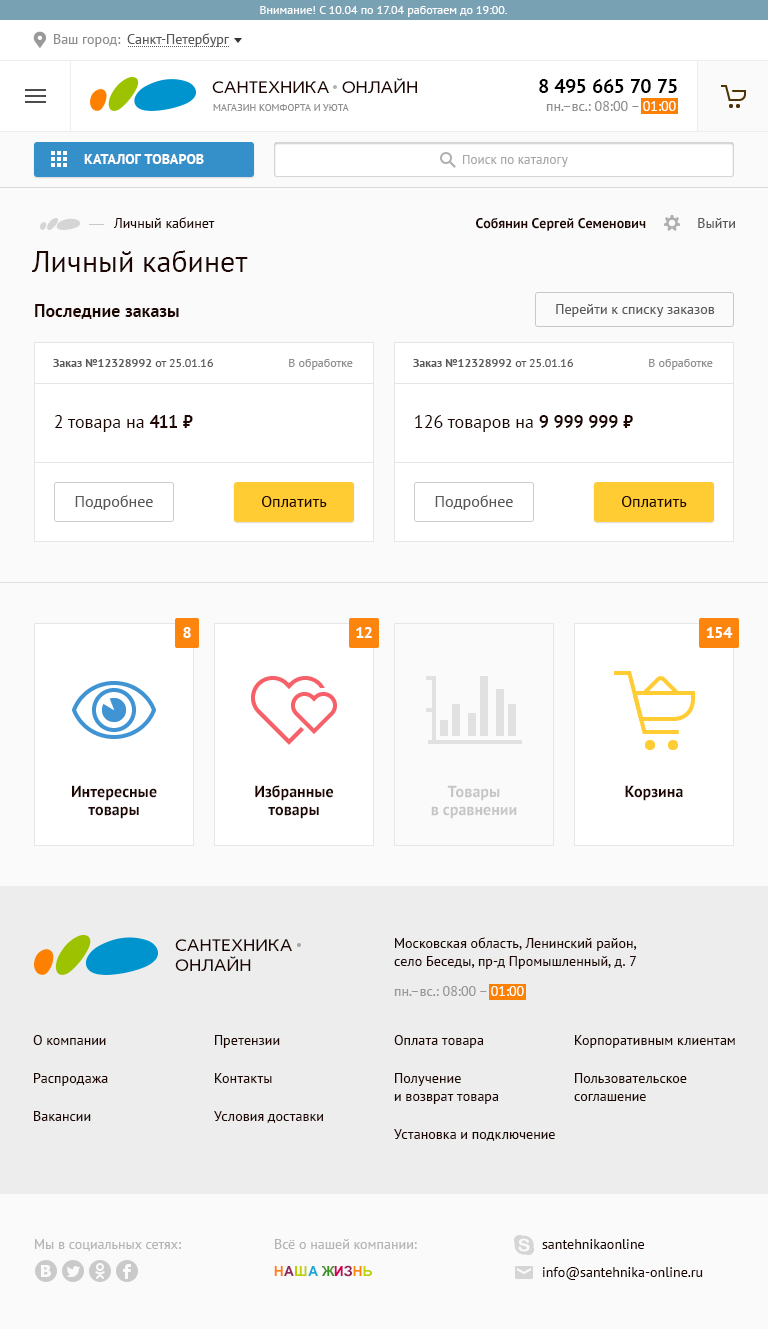 Внимание! С 10.04 по 17.04 работаем до 19:00.
Ваш город: Санкт-Петербург
САНТЕХНИКА • ОНЛАЙН
МАГАЗИН КОМФОРТА И УЮТА
8 495 665 70 75
пн.–вс.: 08:00 – 01:00
КАТАЛОГ ТОВАРОВ
Поиск по каталогу
— Личный кабинет
Собянин Сергей Семенович
Выйти
Личный кабинет
Последние заказы
Перейти к списку заказов
Заказ №12328992 от 25.01.16
В обработке
2 товара на 411 ₽
Подробнее
Оплатить
Заказ №12328992 от 25.01.16
В обработке
126 товаров на 9 999 999 ₽
Подробнее
Оплатить
8
Интересные
товары
12
Избранные
товары
Товары
в сравнении
154
Корзина
САНТЕХНИКА •
ОНЛАЙН
Московская область, Ленинский район,
село Беседы, пр-д Промышленный, д. 7
пн.–вс.: 08:00 – 01:00
О компании
Распродажа
Вакансии
Претензии
Контакты
Условия доставки
Оплата товара
Получение
и возврат товара
Установка и подключение
Корпоративным клиентам
Пользовательское
соглашение
Мы в социальных сетях:
Всё о нашей компании:
НАША ЖИЗНЬ
santehnikaonline
info@santehnika-online.ru